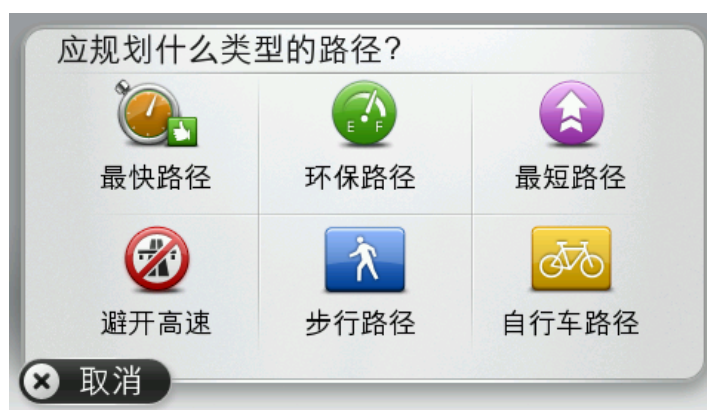 应规划什么类型的路径?
最快路径
E F
环保路径
最短路径
避开高速
步行路径
自行车路径
取消